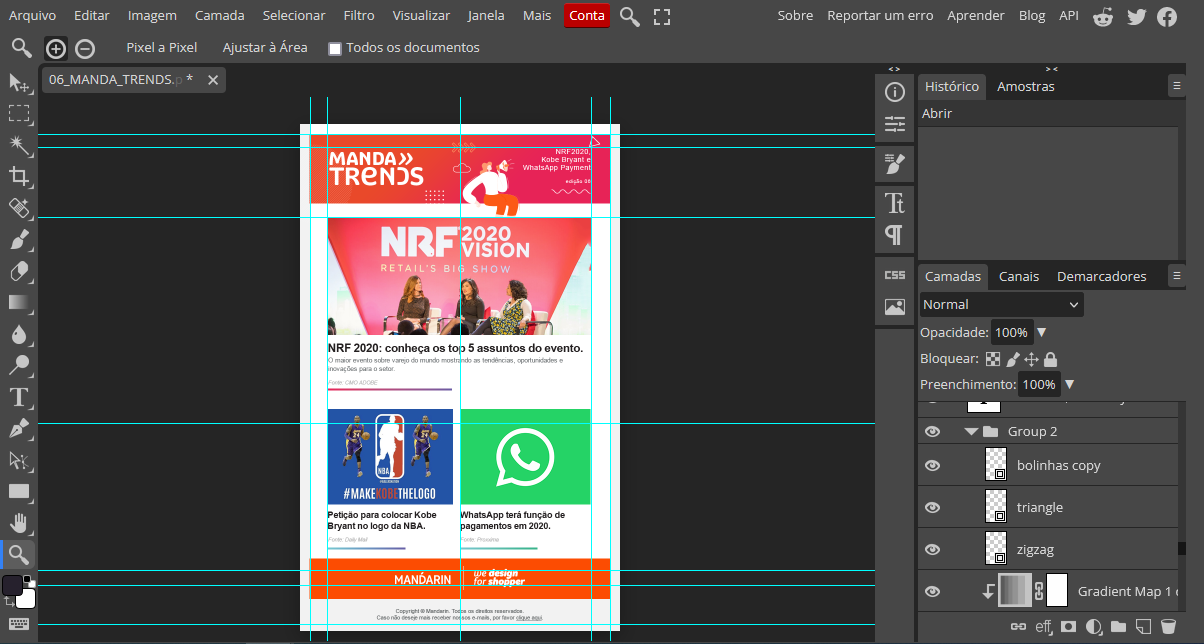 Arquivo Editar Imagem Camada Selecionar Filtro Visualizar Janela Mais Conta Sobre Reportar um erro Aprender Blog API
Pixel a Pixel Ajustar à Área Todos os documentos
06_MANDA_TRENDS.p * ×
Histórico Amostras
Abrir
MANDA
TRENDS
NRF2020,
Kobe Bryant e
WhatsApp Payment
edição 06
NRF 2020
VISION
RETAIL'S BIG SHOW
NRF 2020: conheça os top 5 assuntos do evento.
O maior evento sobre varejo do mundo mostrando as tendências, oportunidades e
inovações para o setor.
Fonte: CMO ADOBE
NBA
#MAKEKOBETHELOGO
Petição para colocar Kobe
Bryant no logo da NBA.
Fonte: Daily Mail
WhatsApp terá função de
pagamentos em 2020.
Fonte: Proxxima
MANDARIN
we design
for shopper
Copyright @ Mandarin. Todos os direitos reservados.
Caso não deseje mais receber nossos e-mails, por favor clique aqui.
Tt
¶
CSS
Camadas Canais Demarcadores
Normal
Opacidade: 100%
Bloquear:
Preenchimento: 100%
Group 2
bolinhas copy
triangle
zigzag
Gradient Map 1
eff